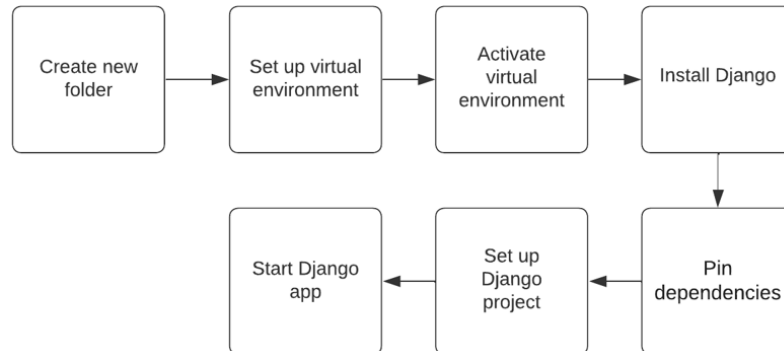 Create new
folder
Set up virtual
environment
Activate
virtual
environment
Install Django
Pin
dependencies
Set up
Django
project
Start Django
app